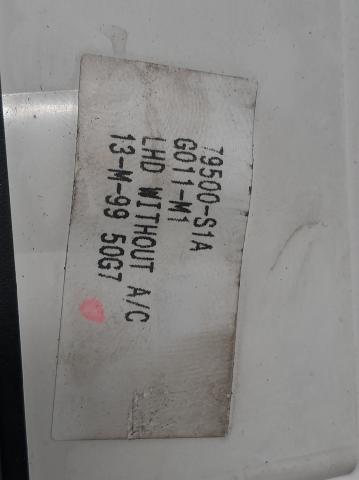 79500-S1A
G011-M1
LHD WITHOUT A/C
13-M-99 50G7